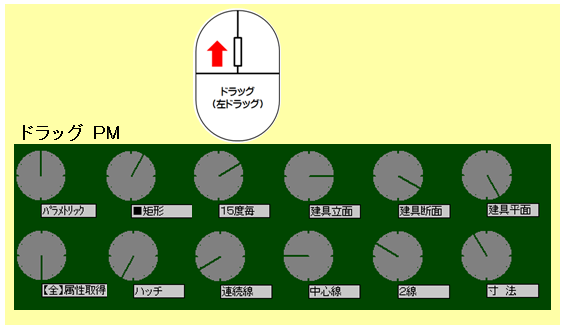 ドラッグ
(左ドラッグ)
ドラッグ PM
パラメトリック ■矩形 15度毎 建具立面 建具断面 建具平面
【全】属性取得 ハッチ 連続線 中心線 2線 寸 法